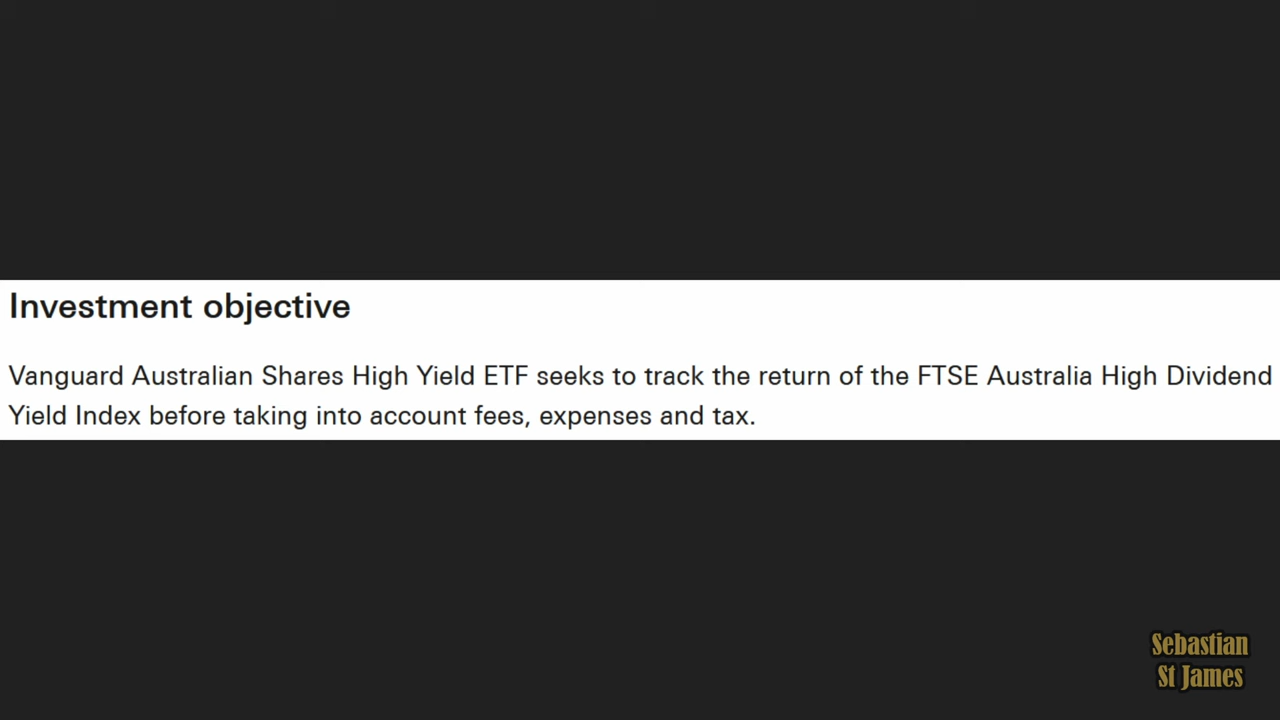 Investment objective
Vanguard Australian Shares High Yield ETF seeks to track the return of the FTSE Australia High Dividend
Yield Index before taking into account fees, expenses and tax.
Sebastian
St James